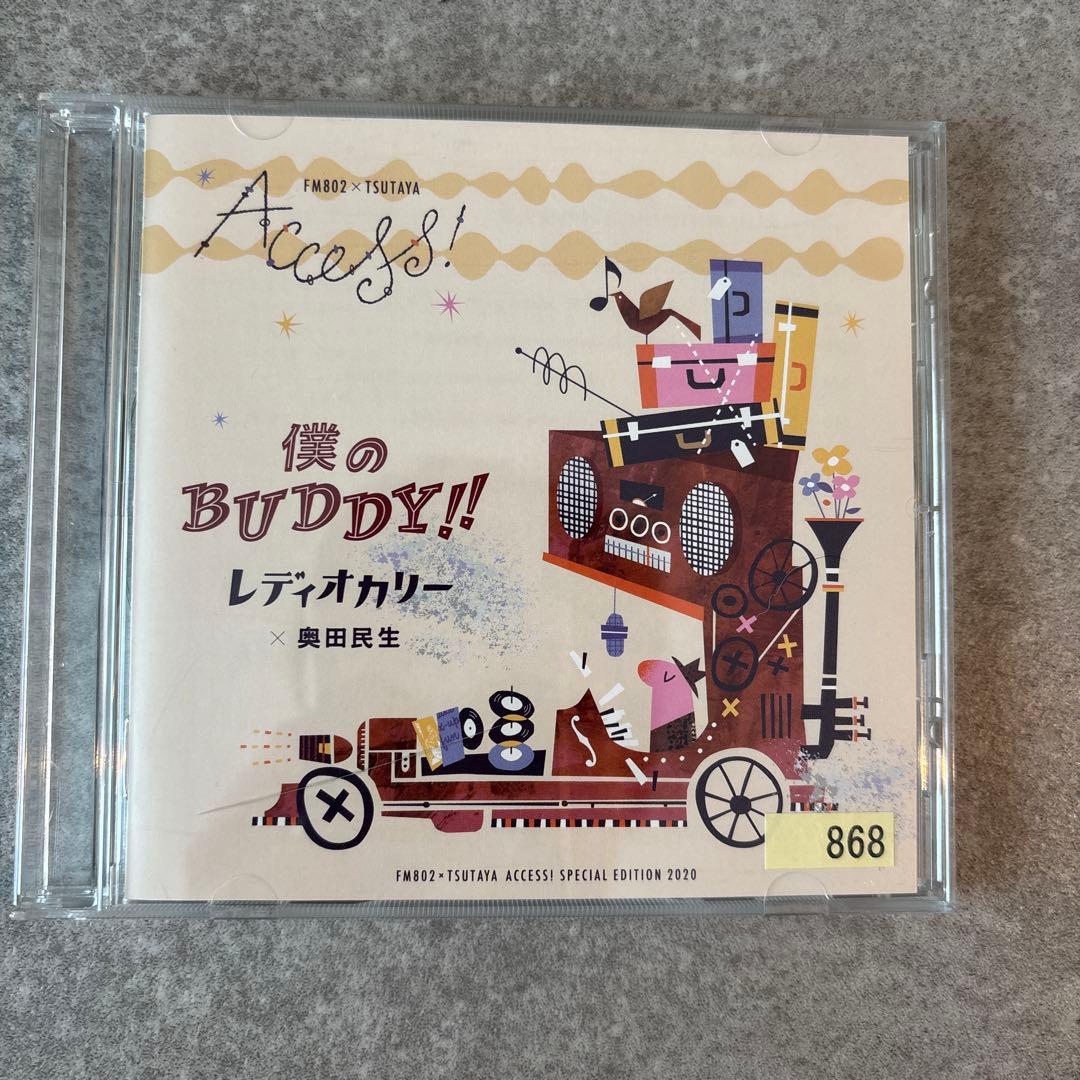 FM802×TSUTAYA
Access!
僕の
BUDDY!!
レディオカリー
× 奥田民生
868
FM802×TSUTAYA ACCESS! SPECIAL EDITION 2020